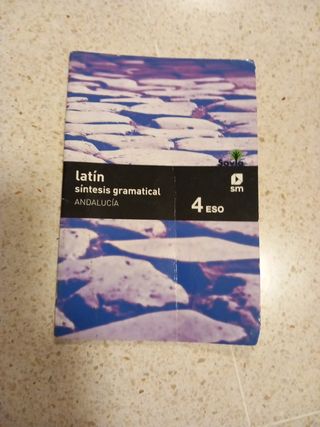 Savia
latín
síntesis gramatical
ANDALUCÍA
4 ESO
sm